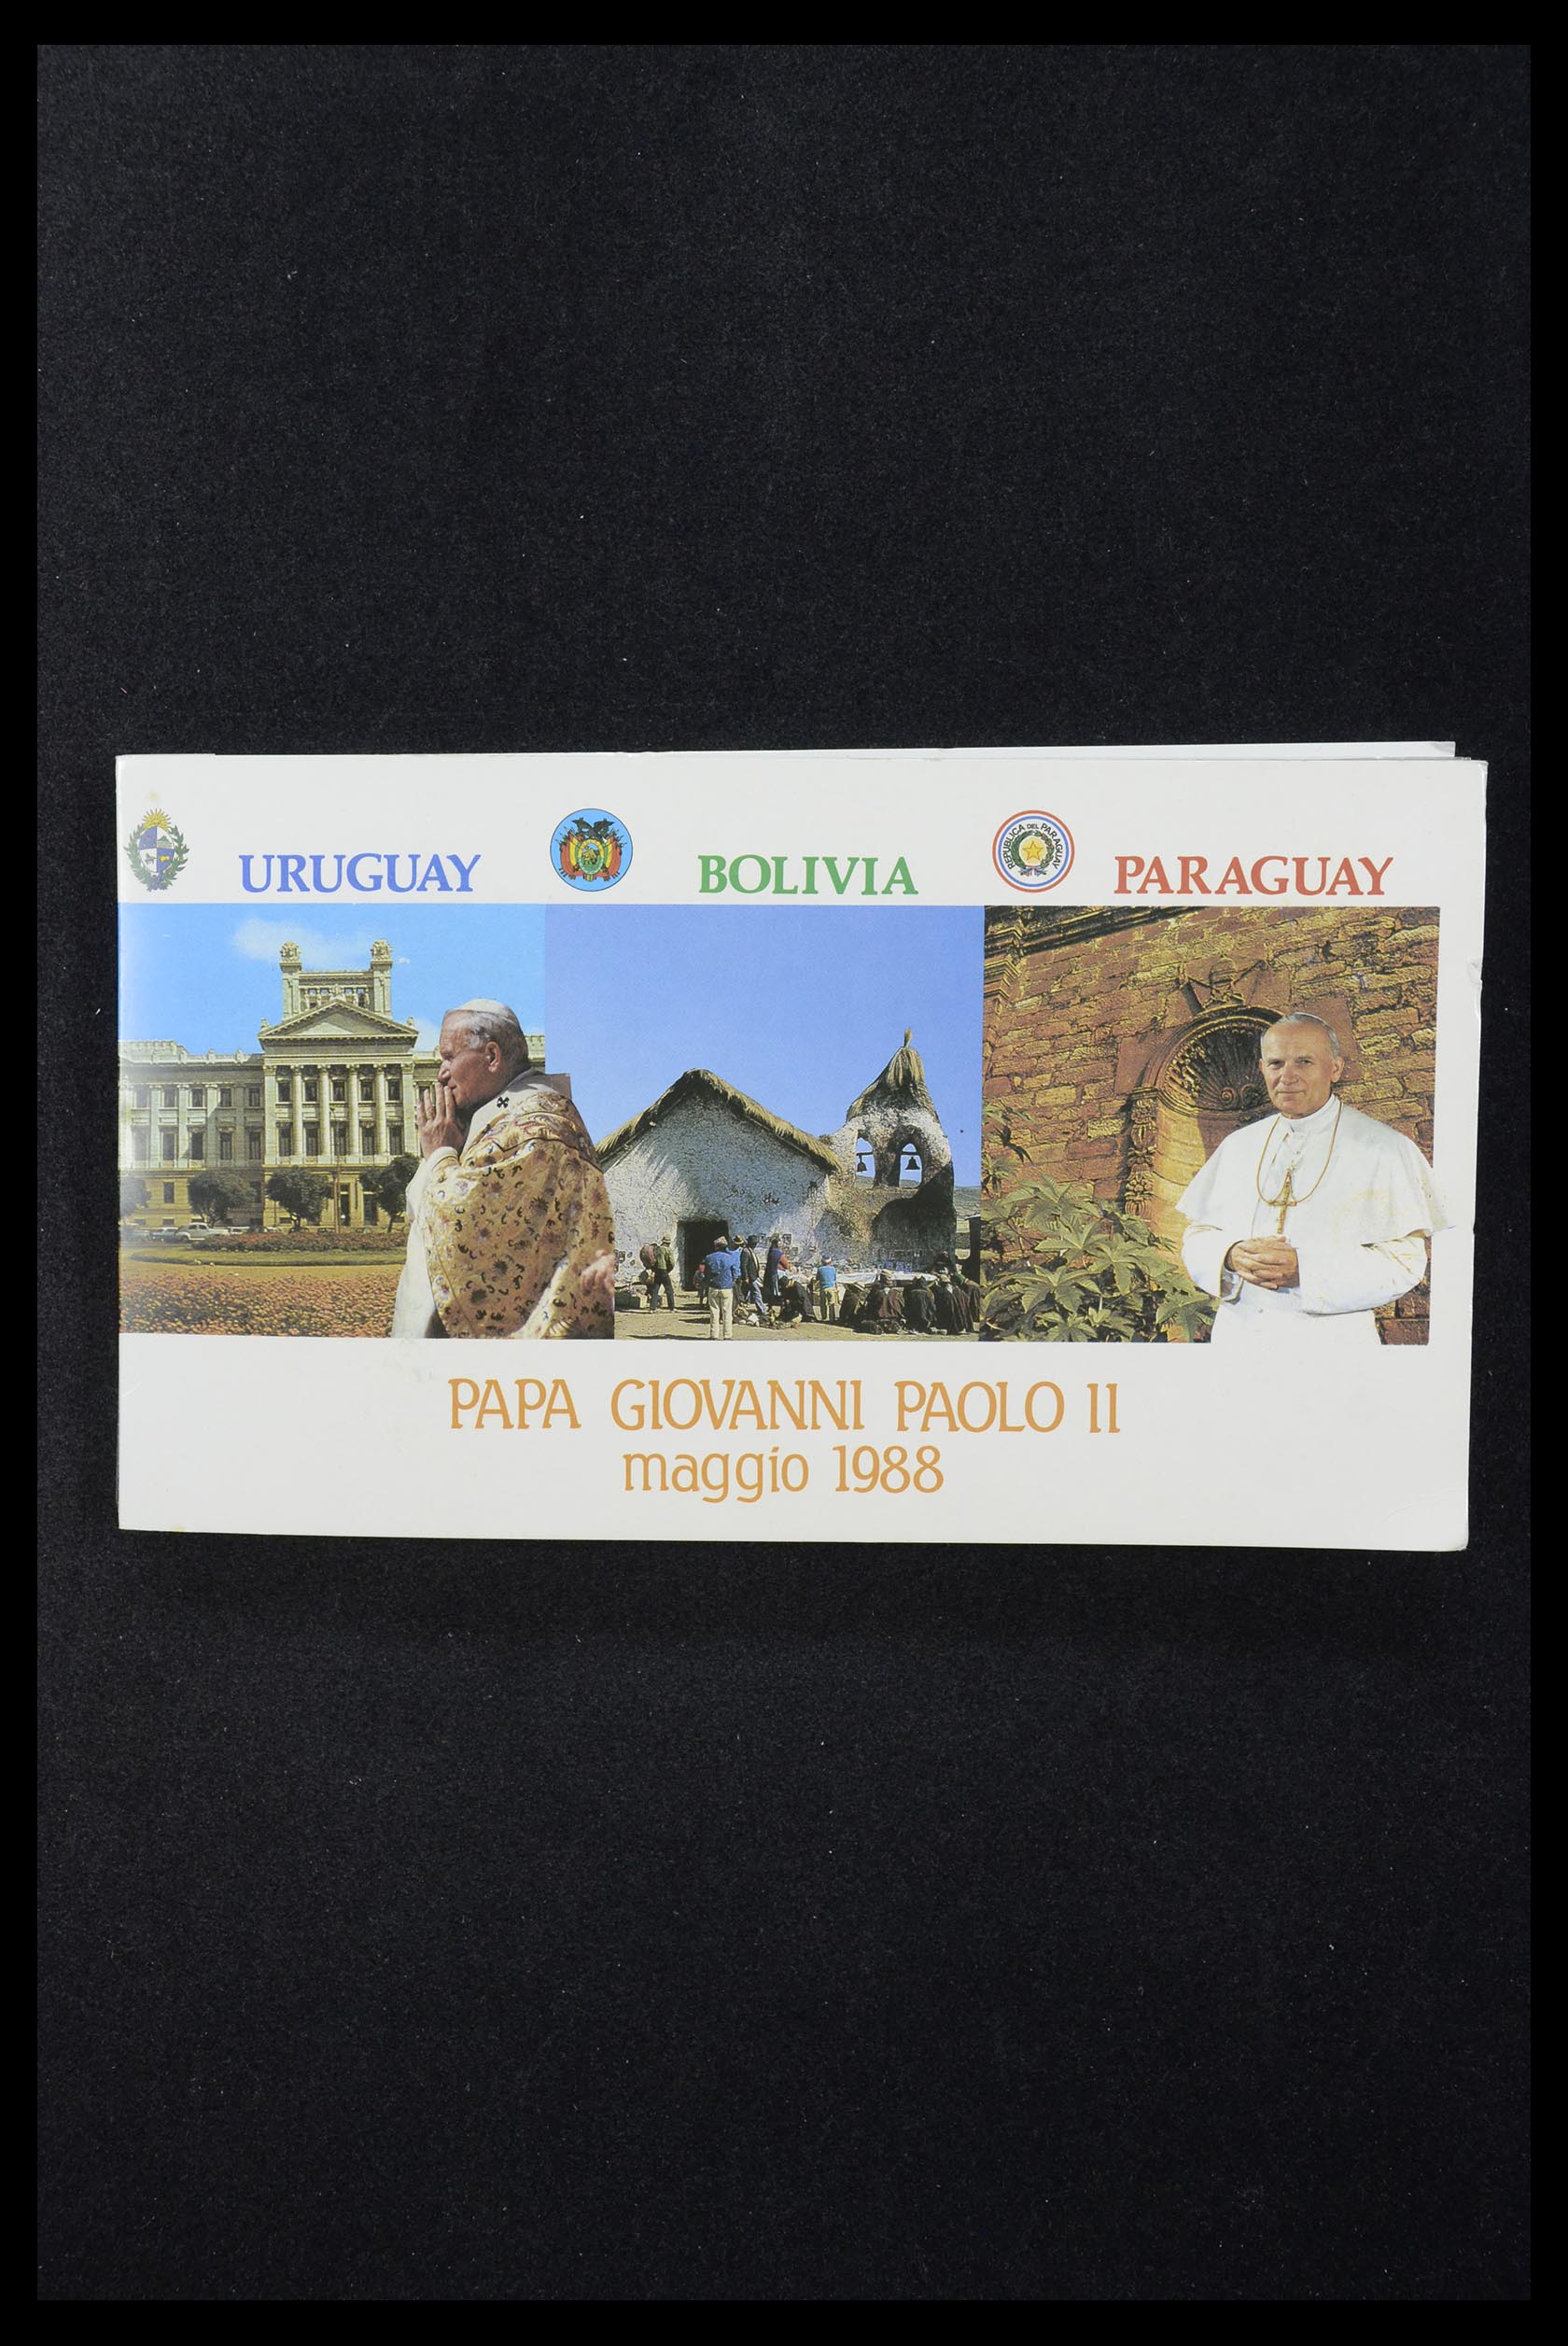 URUGUAY BOLIVIA REPUBLICA DEL PARAGUAY PARAGUAY
PAPA GIOVANNI PAOLO II
maggio 1988